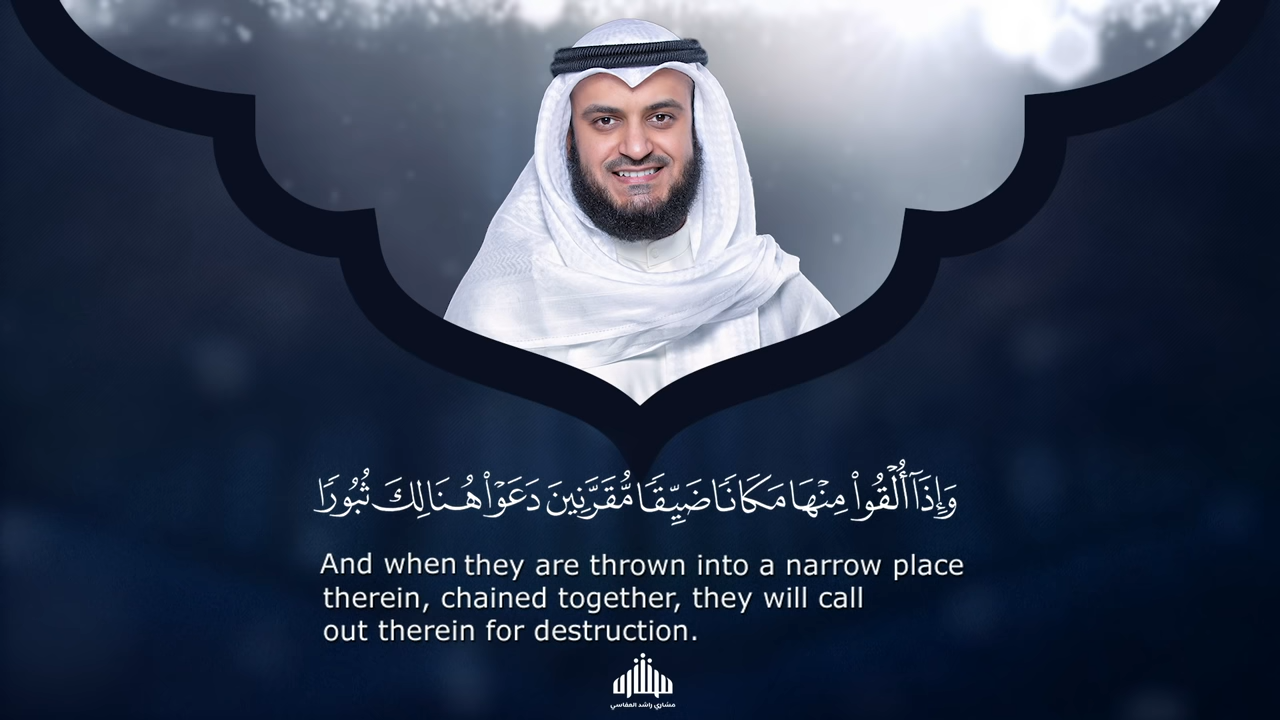 وَإِذَآ أُلْقُوا۟ مِنْهَا مَكَانًا ضَيِّقًا مُّقَرَّنِينَ دَعَوْا۟ هُنَالِكَ ثُبُورًا
And when they are thrown into a narrow place
therein, chained together, they will call
out therein for destruction.
مشاري راشد العفاسي